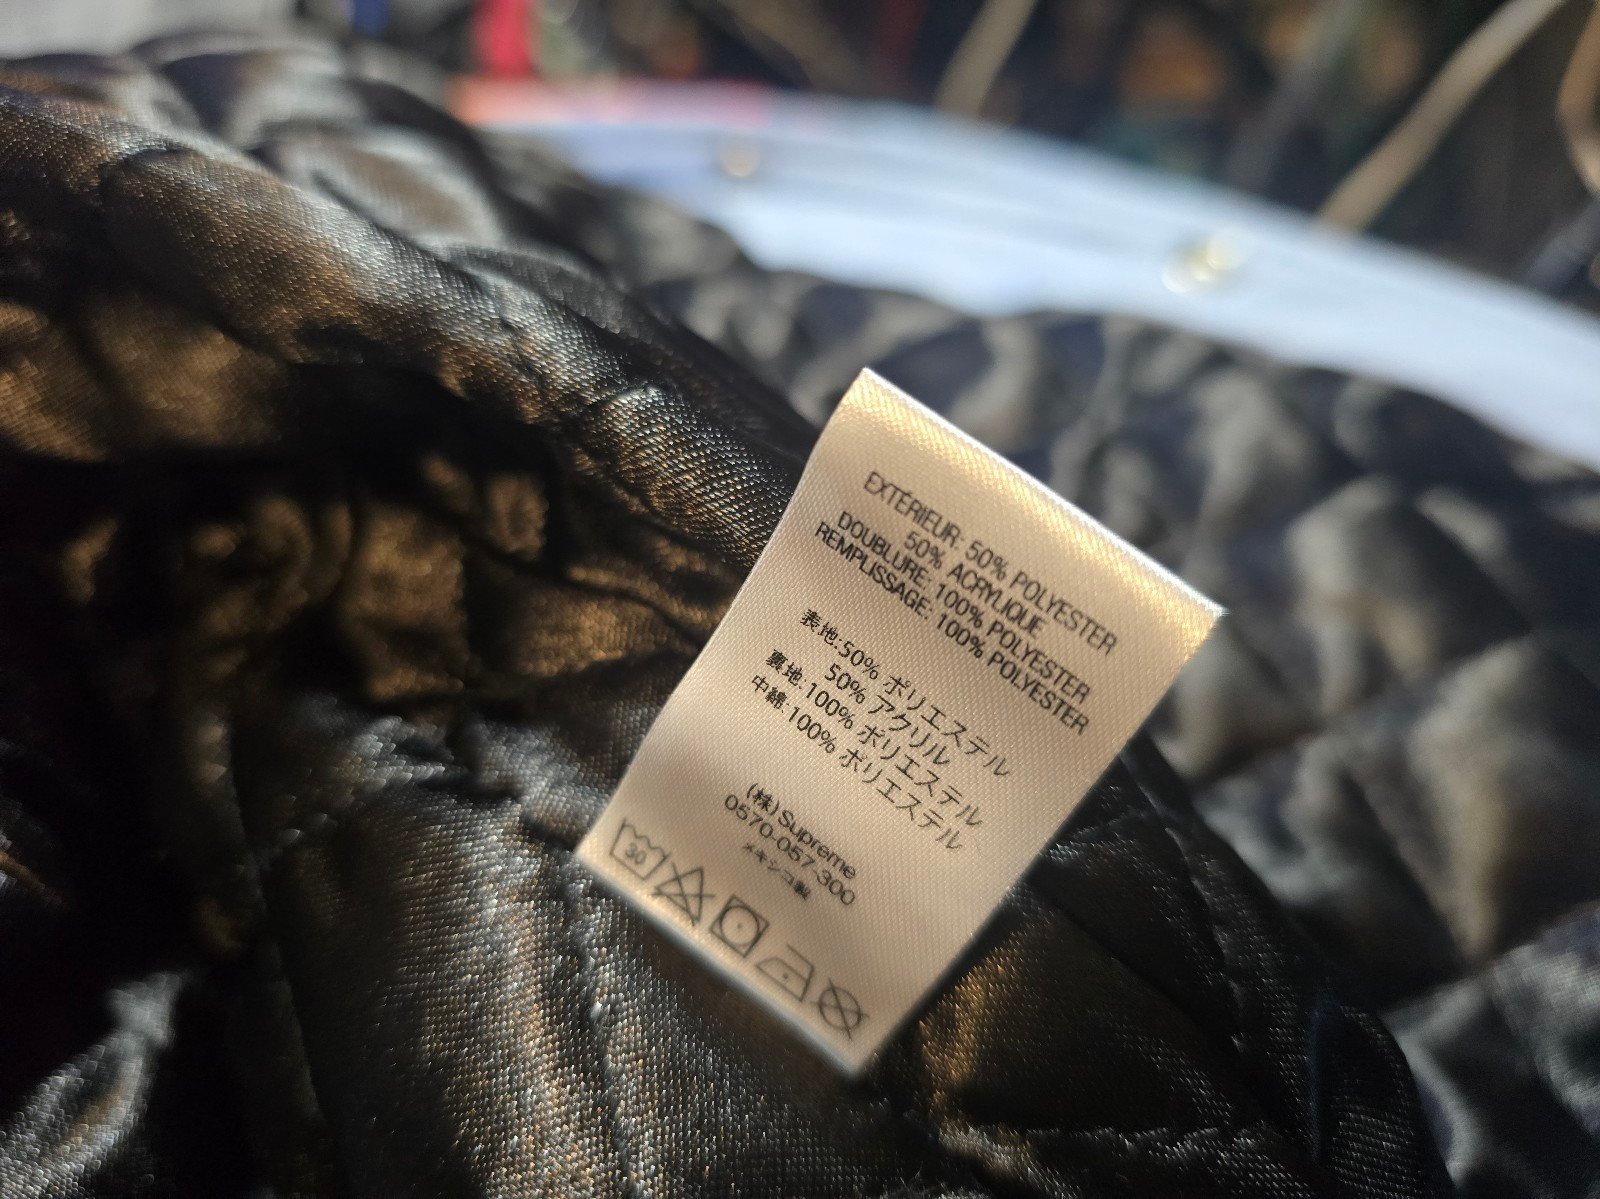 EXTÉRIEUR: 50% POLYESTER
50% ACRYLIQUE
DOUBLURE: 100% POLYESTER
REMPLISSAGE: 100% POLYESTER
表地:50% ポリエステル
50% アクリル
裏地:100% ポリエステル
中綿:100% ポリエステル
(株)Supreme
0570-057-300
メキシコ製
30